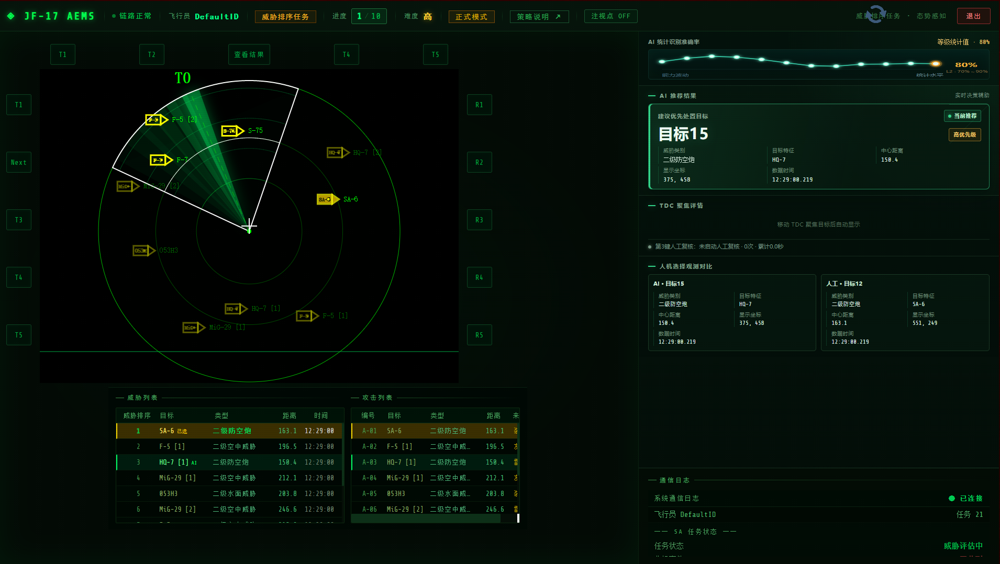 ◈ JF-17 AEMS
链路正常
飞行员 DefaultID
威胁排序任务
进度 1 / 10
难度 高
正式模式
策略说明 ↗
注视点 OFF
威胁排序任务 · 态势感知
退出
T1
T2
查看结果
T4
T5
T1
Next
T3
T4
T5
R1
R2
R3
R4
R5
T0
F-5 [2]
S-75
F-7
HQ-7 [2]
MiG-29 [2]
SA-6
053H3
HQ-7 [1]
F-5 [1]
MiG-29 [1]
威胁列表
威胁排序 目标 类型 距离 时间
1 SA-6 已选 二级防空炮 163.1 12:29:00
2 F-5 [1] 二级空中威胁 196.5 12:29:00
3 HQ-7 [1] AI 二级防空炮 150.4 12:29:00
4 MiG-29 [1] 二级空中威胁 212.1 12:29:00
5 053H3 二级水面威胁 203.8 12:29:00
6 MiG-29 [2] 二级空中威胁 246.6 12:29:00
攻击列表
编号 目标 类型 距离 来
A-01 SA-6 二级防空炮 163.1
A-02 F-5 [1] 二级空中威… 196.5
A-03 HQ-7 [1] 二级防空炮 150.4
A-04 MiG-29 [1] 二级空中威… 212.1
A-05 053H3 二级水面威… 203.8
A-06 MiG-29 [2] 二级空中威… 246.6
AI 统计识别准确率
等级统计值 · 80%
80%
L2 · 70% ~ 90%
能力波动
统计水平
AI 推荐结果
实时决策辅助
建议优先处置目标
当前推荐
目标15
高优先级
威胁类别
二级防空炮
目标特征
HQ-7
中心距离
150.4
显示坐标
375, 458
数据时间
12:29:00.219
TDC 聚焦详情
移动 TDC 聚焦目标后自动显示
第3键人工复核: 未启动人工复核 · 0次 · 累计0.0秒
人机选择观测对比
AI • 目标15
威胁类别
二级防空炮
目标特征
HQ-7
中心距离
150.4
显示坐标
375, 458
数据时间
12:29:00.219
人工 • 目标12
威胁类别
二级防空炮
目标特征
SA-6
中心距离
163.1
显示坐标
551, 249
数据时间
12:29:00.219
通信日志
系统通信日志
已连接
飞行员 DefaultID
任务 21
—— SA 任务状态 ——
任务状态
威胁评估中